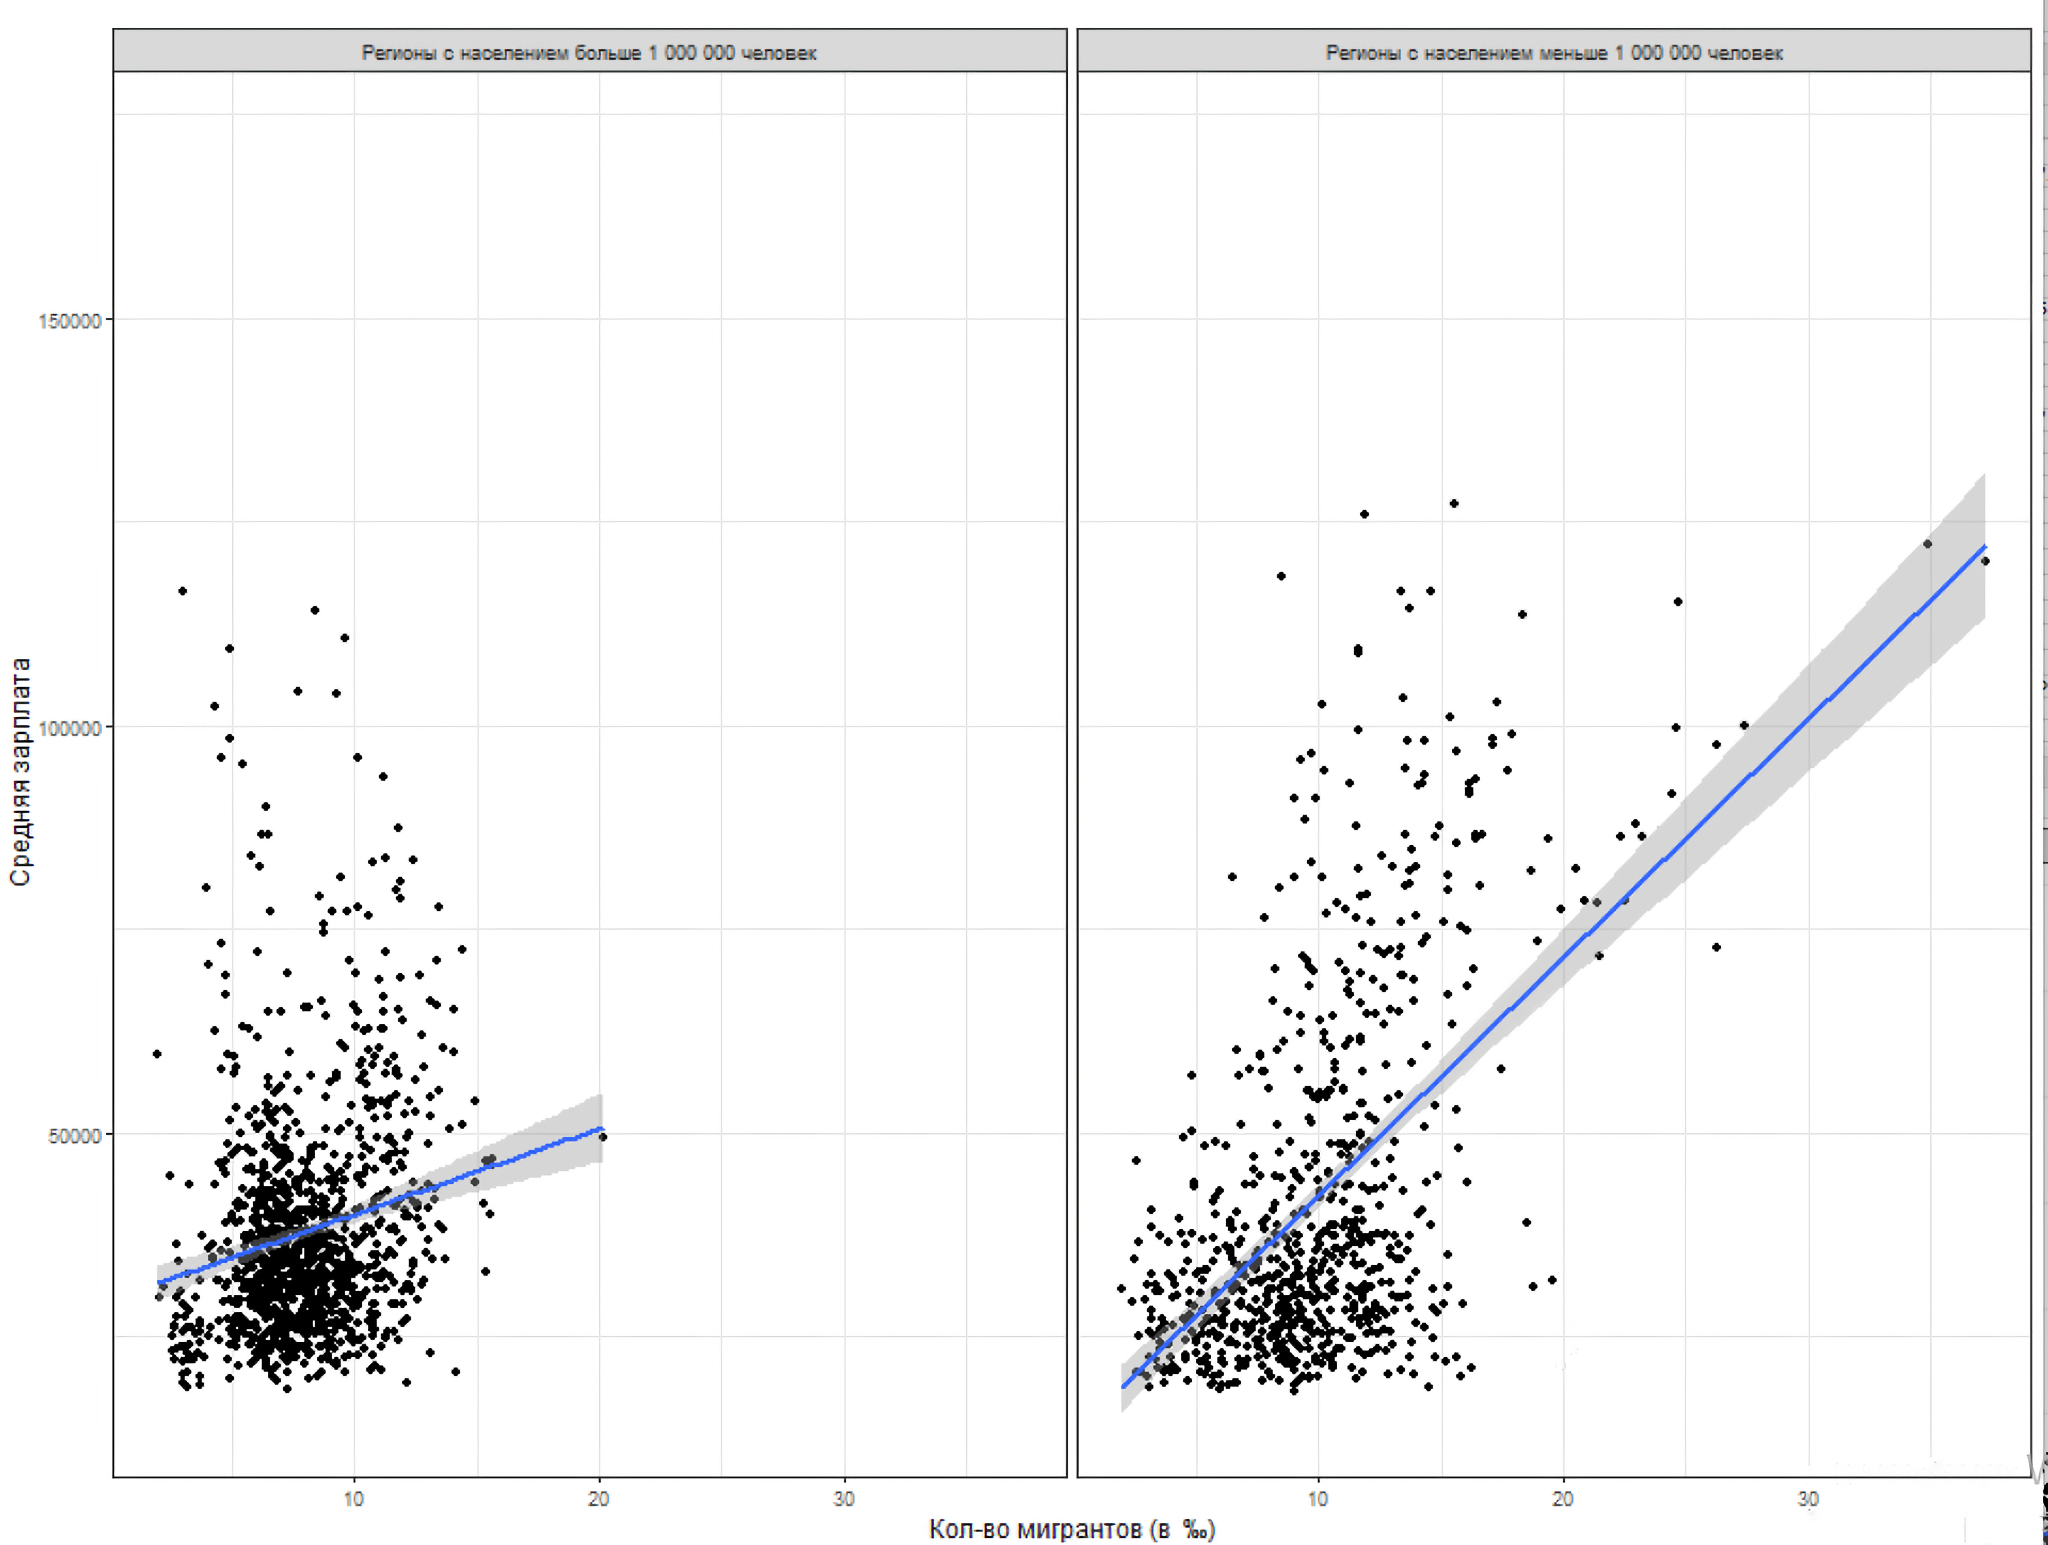 Регионы с населением больше 1 000 000 человек
Регионы с населением меньше 1 000 000 человек
150000
100000
50000
Средняя зарплата
10
20
30
10
20
30
Кол-во мигрантов (в ‰)